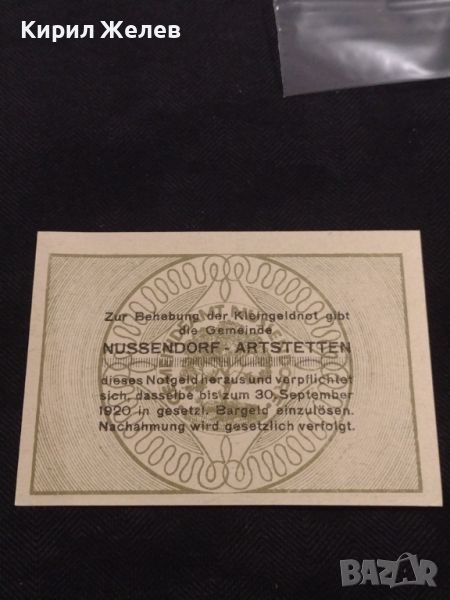 Кирил Желев
Zur Behebung der Kleingeldnot gibt
die Gemeinde
NUSSENDORF - ARTSTETTEN
dieses Notgeld heraus und verpflichtet
sich, dasselbe bis zum 30. September
1920 in gesetzl. Bargeld einzulösen.
Nachahmung wird gesetzlich verfolgt.
BAZAR